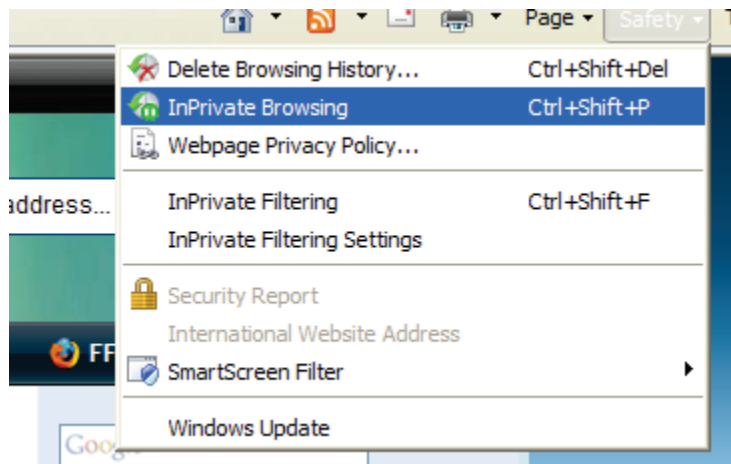 Page Safety
Delete Browsing History... Ctrl+Shift+Del
InPrivate Browsing Ctrl+Shift+P
Webpage Privacy Policy...
address... InPrivate Filtering Ctrl+Shift+F
InPrivate Filtering Settings
Security Report
International Website Address
FF SmartScreen Filter
Windows Update